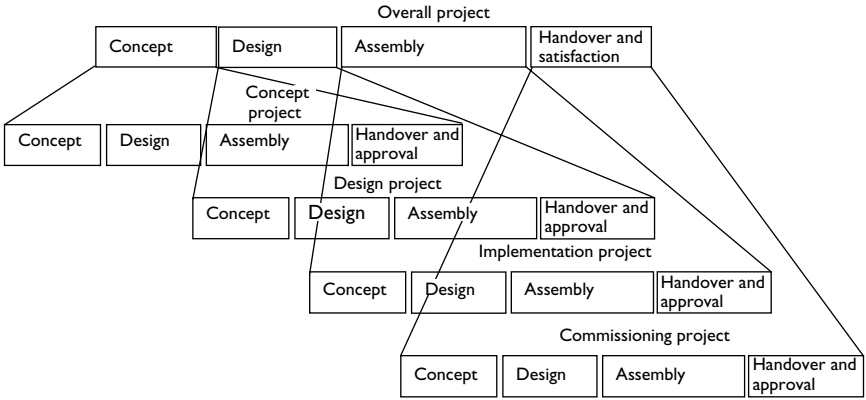 Overall project
Concept
Design
Assembly
Handover and
satisfaction
Concept
project
Concept
Design
Assembly
Handover and
approval
Design project
Concept
Design
Assembly
Handover and
approval
Implementation project
Concept
Design
Assembly
Handover and
approval
Commissioning project
Concept
Design
Assembly
Handover and
approval